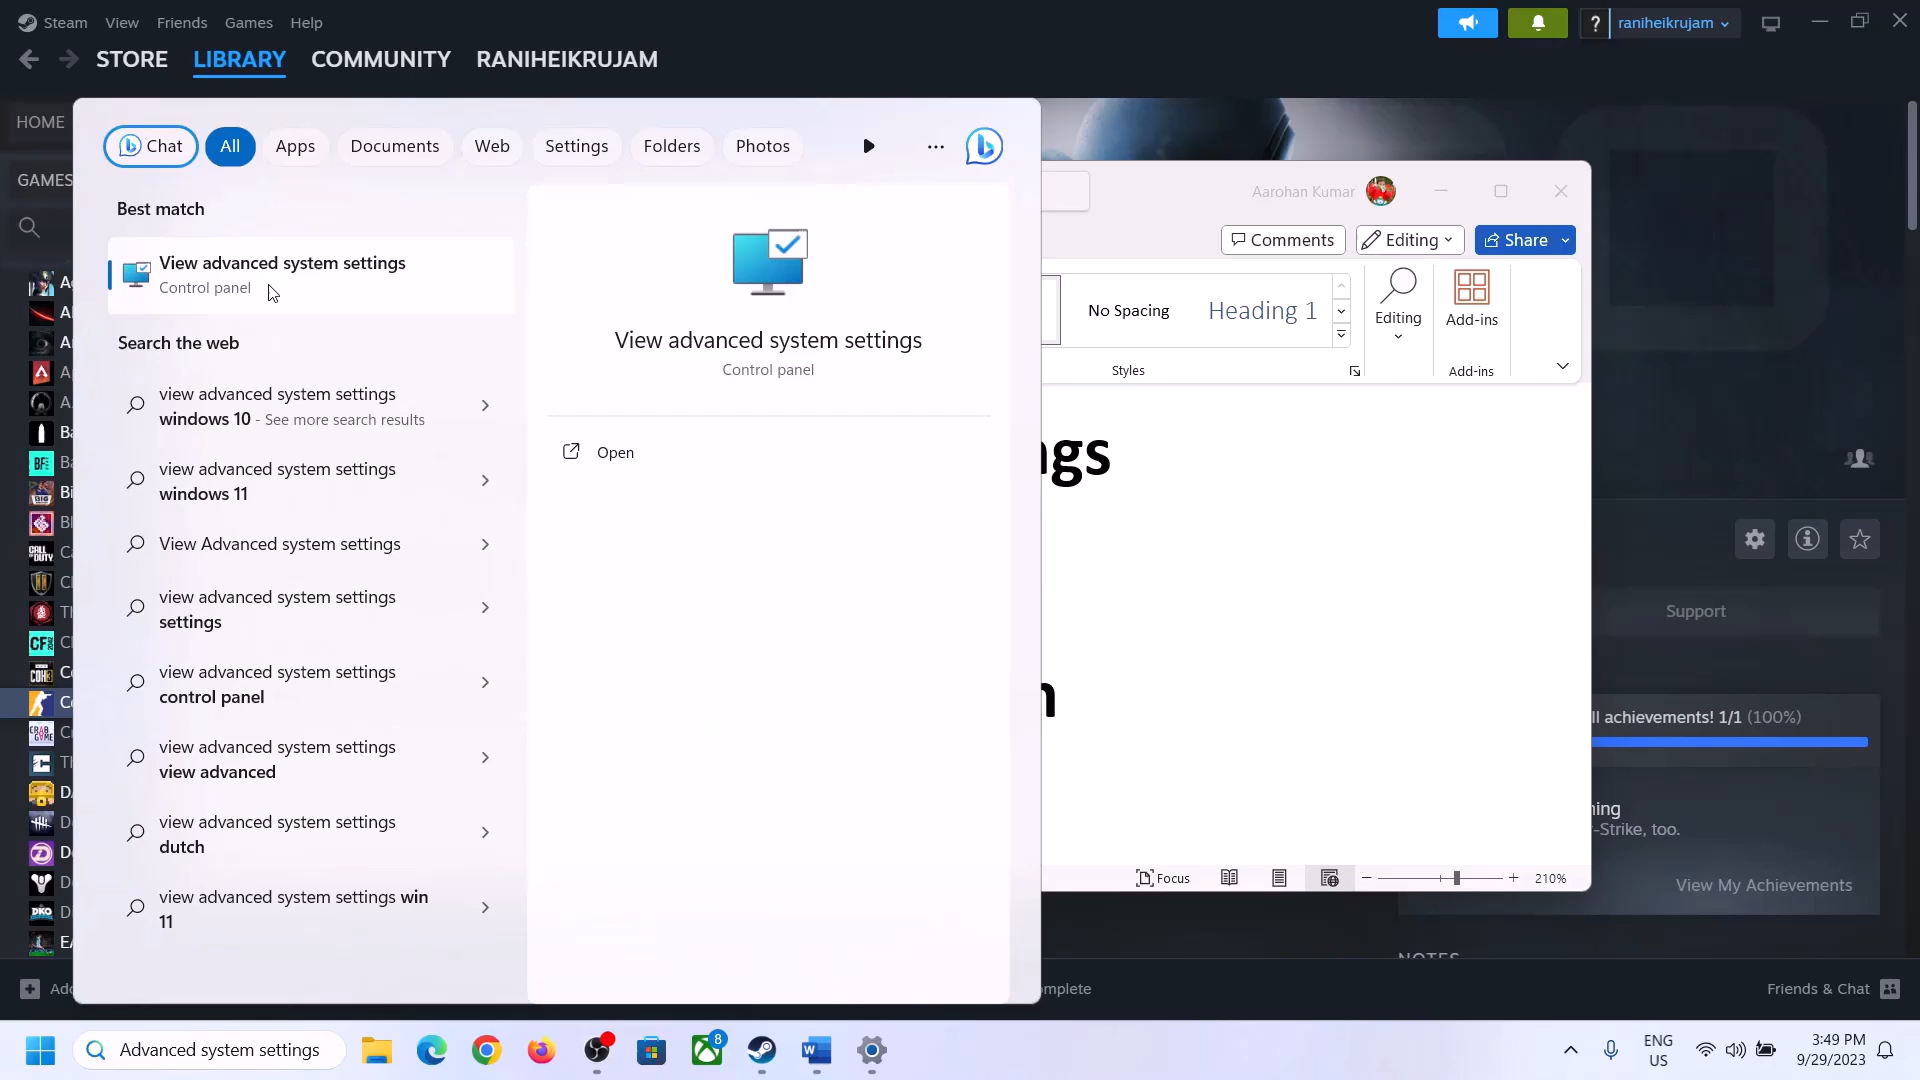 Steam View Friends Games Help
raniheikrujam
STORE LIBRARY COMMUNITY RANIHEIKRUJAM
HOME
GAMES
Chat All Apps Documents Web Settings Folders Photos ...
Best match
View advanced system settings
Control panel
Search the web
view advanced system settings
windows 10 - See more search results
view advanced system settings
windows 11
View Advanced system settings
view advanced system settings
settings
view advanced system settings
control panel
view advanced system settings
view advanced
view advanced system settings
dutch
view advanced system settings win
11
View advanced system settings
Control panel
Open
Aarohan Kumar
Comments Editing Share
No Spacing Heading 1
Editing
Add-ins
Styles
Add-ins
ngs
n
Focus
210%
Support
ll achievements! 1/1 (100%)
ning
-Strike, too.
View My Achievements
NOTES
Add
omplete
Friends & Chat
Advanced system settings
8
ENG
US
3:49 PM
9/29/2023